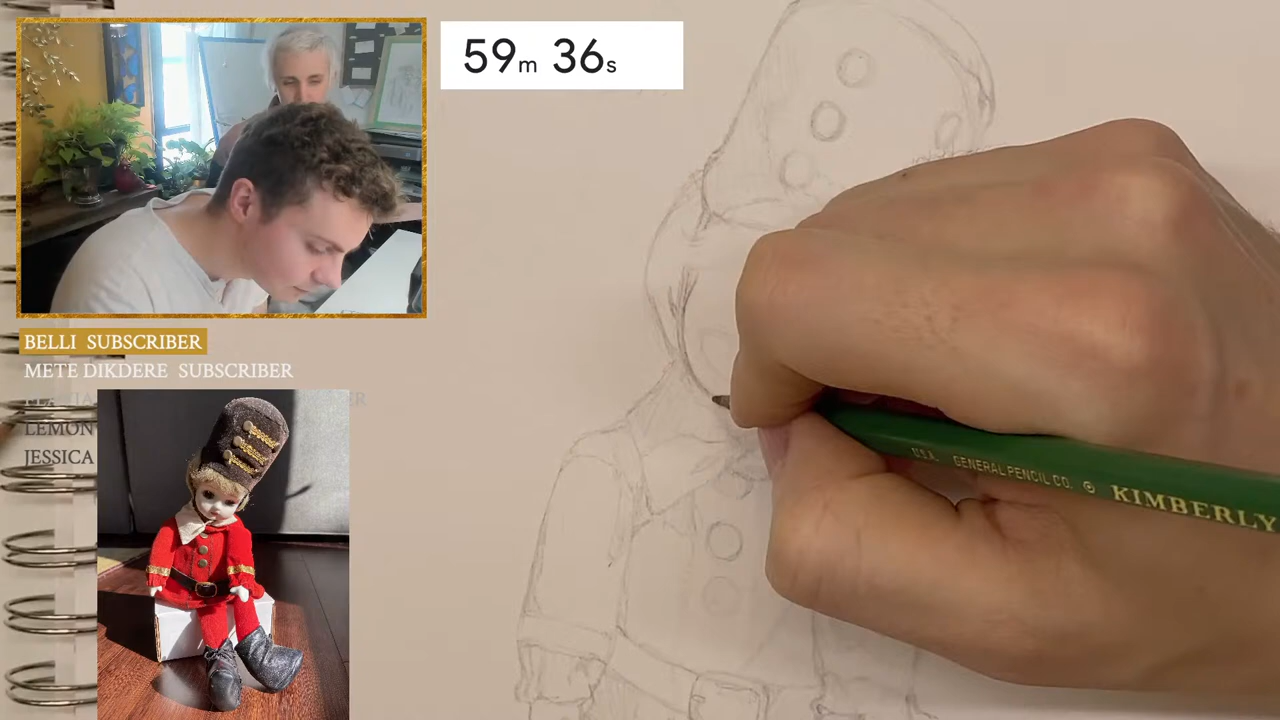 59m 36s
BELLI SUBSCRIBER
METE DIKDERE SUBSCRIBER
LEMON
JESSICA
U.S.A. GENERAL PENCIL CO. © KIMBERLY